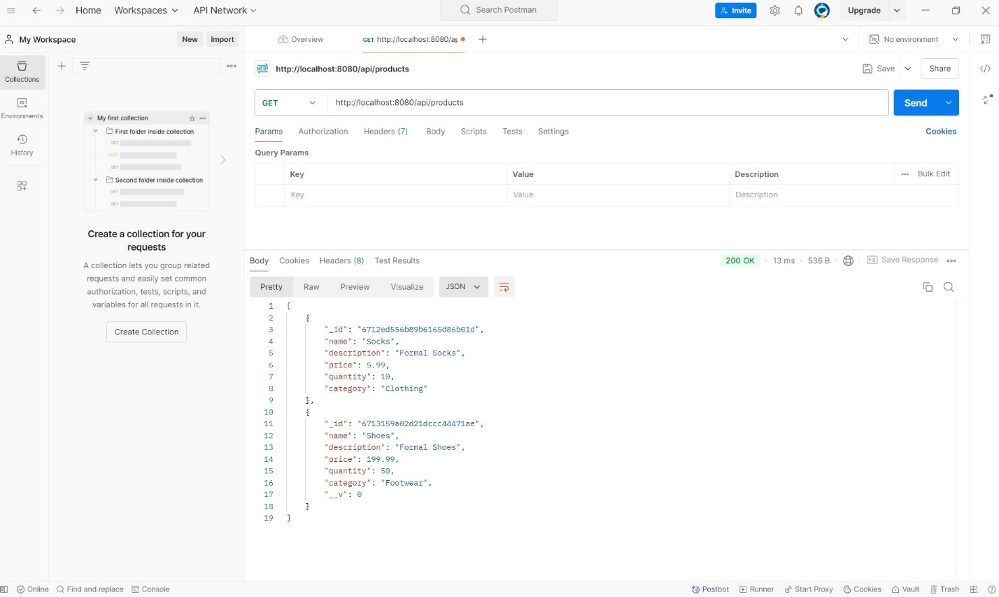 Home Workspaces API Network Search Postman Invite Upgrade
My Workspace New Import Overview GET http://localhost:8080/ap No environment
Collections
Environments
History
My first collection
First folder inside collection
GET
POST
GET
Second folder inside collection
GET
GET
Create a collection for your
requests
A collection lets you group related
requests and easily set common
authorization, tests, scripts, and
variables for all requests in it.
Create Collection
HTTP http://localhost:8080/api/products Save Share
GET http://localhost:8080/api/products Send
Params Authorization Headers (7) Body Scripts Tests Settings Cookies
Query Params
Key Value Description Bulk Edit
Key Value Description
Body Cookies Headers (8) Test Results 200 OK 13 ms 536 B Save Response
Pretty Raw Preview Visualize JSON
1 [
2 {
3 "_id": "6712ed556b89b6165d86b01d",
4 "name": "Socks",
5 "description": "Formal Socks",
6 "price": 5.99,
7 "quantity": 10,
8 "category": "Clothing"
9 },
10 {
11 "_id": "6713159a02d21dccc44471ae",
12 "name": "Shoes",
13 "description": "Formal Shoes",
14 "price": 199.99,
15 "quantity": 50,
16 "category": "Footwear",
17 "__v": 0
18 }
19 ]
Online Find and replace Console Postbot Runner Start Proxy Cookies Vault Trash